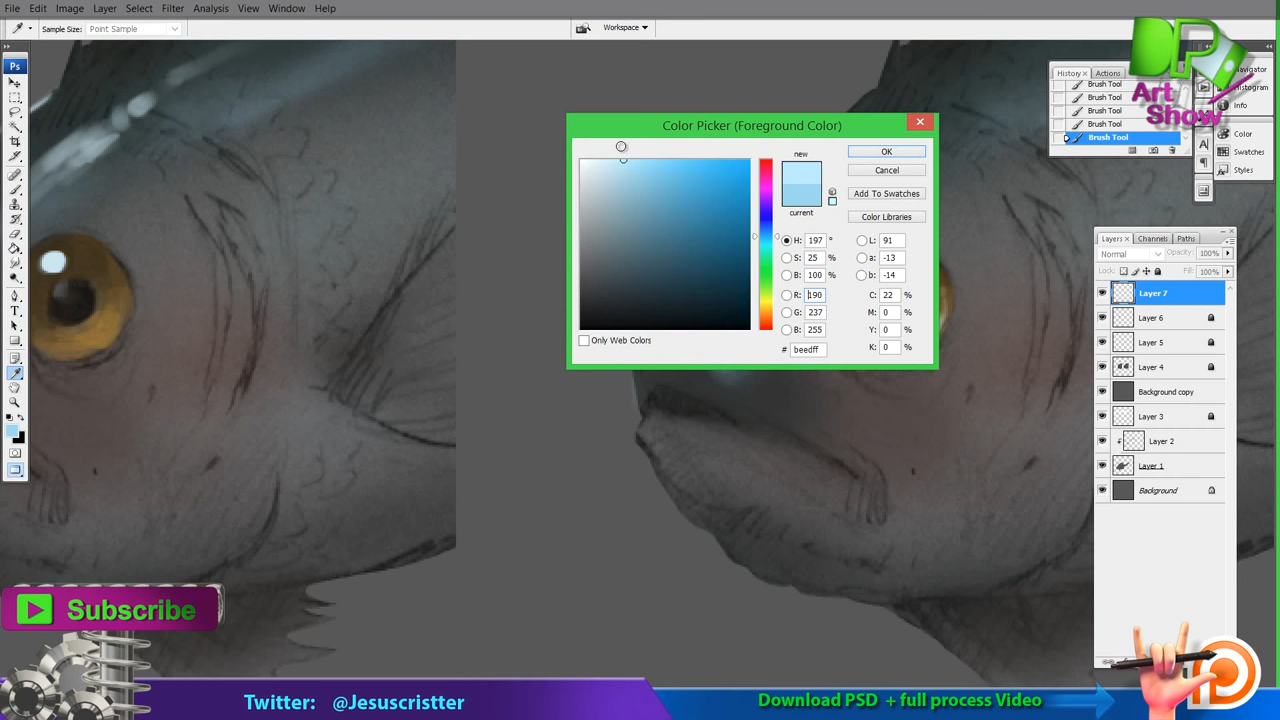 File Edit Image Layer Select Filter Analysis View Window Help
Sample Size: Point Sample
Workspace
Ps
DP
Art
Show
History × Actions
Brush Tool
Brush Tool
Brush Tool
Brush Tool
Brush Tool
Navigator
Histogram
Info
Color
Swatches
Styles
Color Picker (Foreground Color)
new
current
OK
Cancel
Add To Swatches
Color Libraries
H: 197 °
S: 25 %
B: 100 %
R: 190
G: 237
B: 255
# beedff
L: 91
a: -13
b: -14
C: 22 %
M: 0 %
Y: 0 %
K: 0 %
Only Web Colors
Layers × Channels Paths
Normal Opacity: 100%
Lock: Fill: 100%
Layer 7
Layer 6
Layer 5
Layer 4
Background copy
Layer 3
Layer 2
Layer 1
Background
Subscribe
Twitter: @Jesuscristter
Download PSD + full process Video